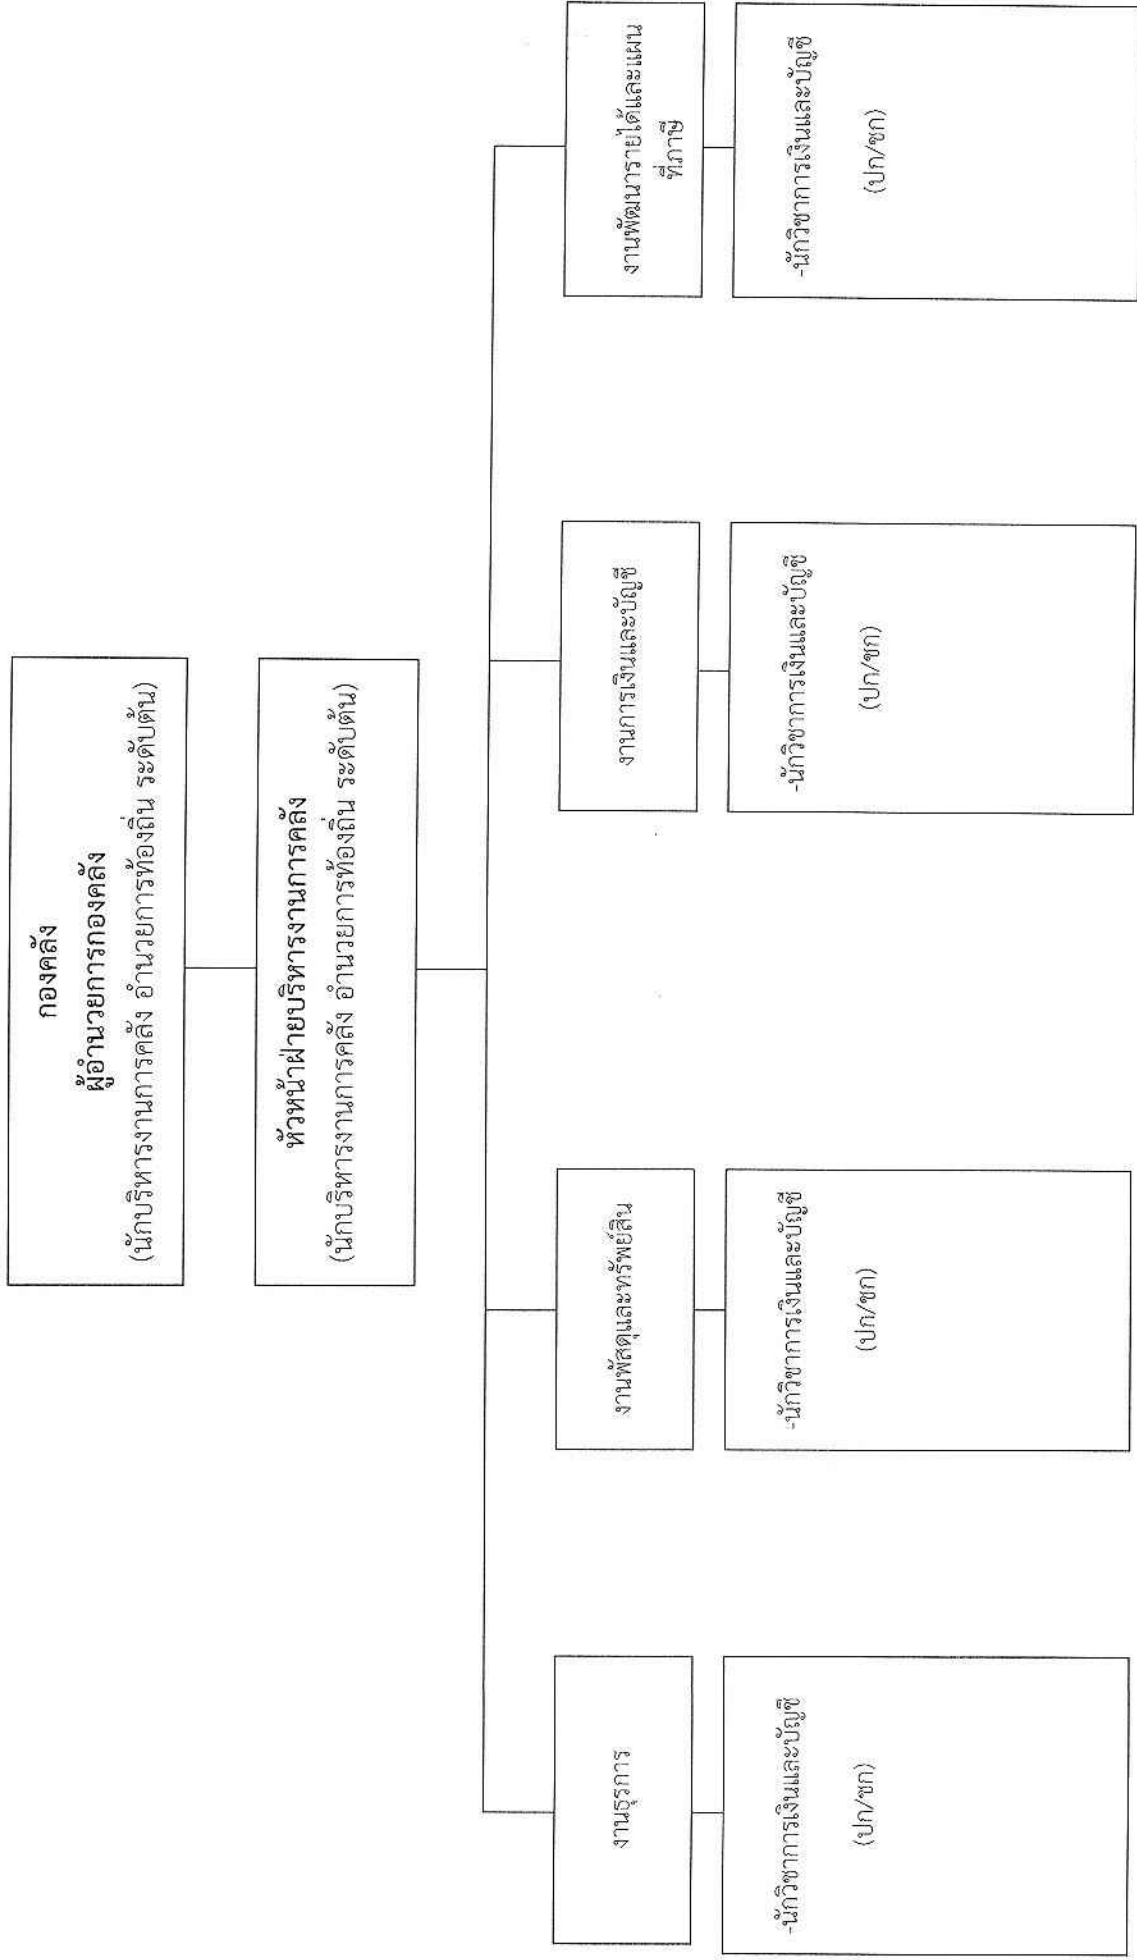 กองคลัง
ผู้อำนวยการกองคลัง
(นักบริหารงานการคลัง อำนวยการท้องถิ่น ระดับต้น)
หัวหน้าฝ่ายบริหารงานการคลัง
(นักบริหารงานการคลัง อำนวยการท้องถิ่น ระดับต้น)
งานธุรการ
งานพัสดุและทรัพย์สิน
งานการเงินและบัญชี
งานพัฒนารายได้และแผน
ที่ภาษี
-นักวิชาการเงินและบัญชี
(ปก/ชก)
-นักวิชาการเงินและบัญชี
(ปก/ชก)
-นักวิชาการเงินและบัญชี
(ปก/ชก)
-นักวิชาการเงินและบัญชี
(ปก/ชก)